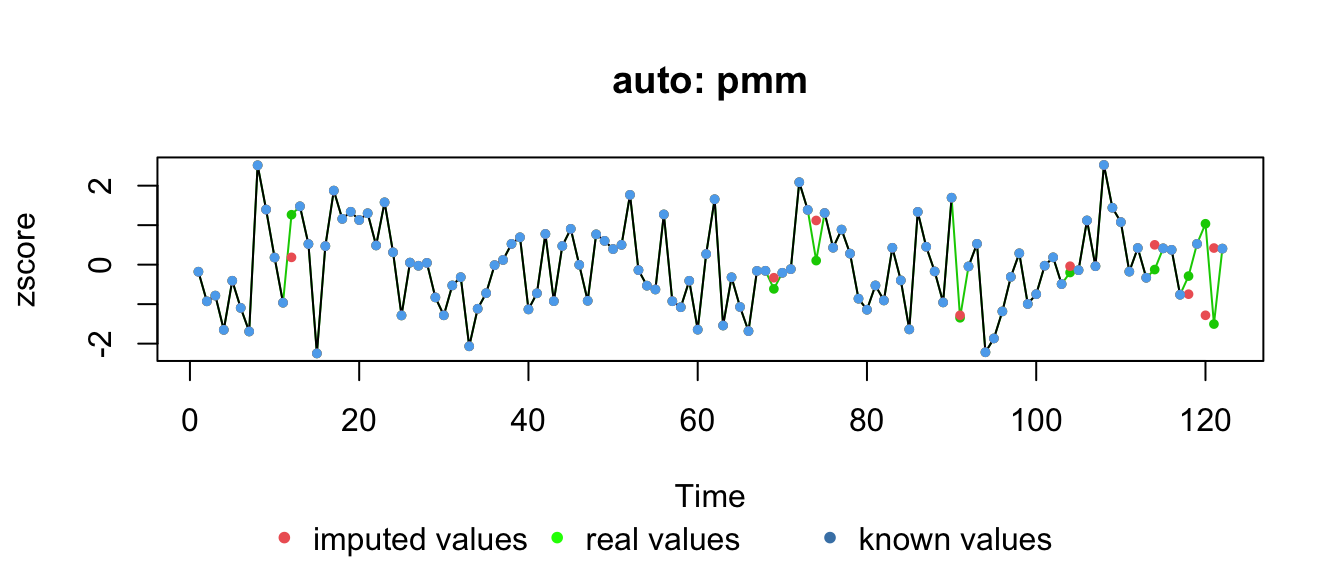 auto: pmm
zscore
2
0
-2
0 20 40 60 80 100 120
Time
imputed values real values known values